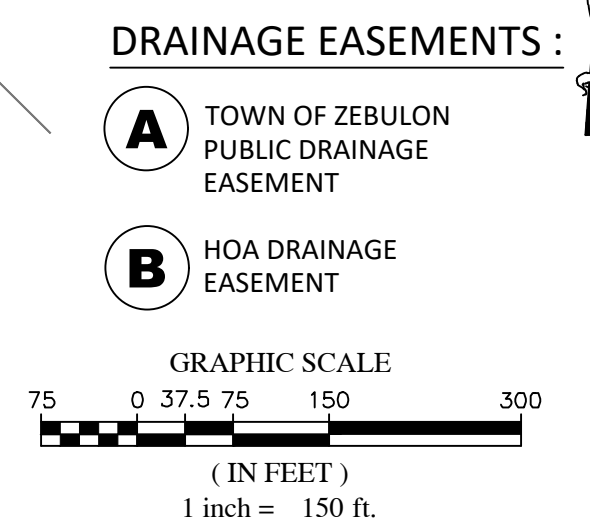 DRAINAGE EASEMENTS :
A
TOWN OF ZEBULON
PUBLIC DRAINAGE
EASEMENT
B
HOA DRAINAGE
EASEMENT
GRAPHIC SCALE
75 0 37.5 75 150 300
( IN FEET )
1 inch = 150 ft.